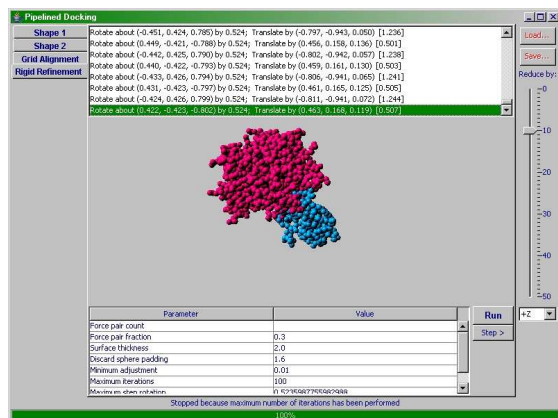 Pipelined Docking
Shape 1
Shape 2
Grid Alignment
Rigid Refinement
Rotate about (-0.451, 0.424, 0.785) by 0.524; Translate by (-0.797, -0.943, 0.050) [1.236]
Rotate about (0.449, -0.421, -0.788) by 0.524; Translate by (0.456, 0.158, 0.136) [0.501]
Rotate about (-0.442, 0.425, 0.790) by 0.524; Translate by (-0.802, -0.942, 0.057) [1.238]
Rotate about (0.440, -0.422, -0.793) by 0.524; Translate by (0.459, 0.161, 0.130) [0.503]
Rotate about (-0.433, 0.426, 0.794) by 0.524; Translate by (-0.806, -0.941, 0.065) [1.241]
Rotate about (0.431, -0.423, -0.797) by 0.524; Translate by (0.461, 0.165, 0.125) [0.505]
Rotate about (-0.424, 0.426, 0.799) by 0.524; Translate by (-0.811, -0.941, 0.072) [1.244]
Rotate about (0.422, -0.423, -0.802) by 0.524; Translate by (0.463, 0.168, 0.119) [0.507]
Load...
Save...
Reduce by:
0
10
20
30
40
50
+Z
Parameter Value
Force pair count
Force pair fraction 0.3
Surface thickness 2.0
Discard sphere padding 1.6
Minimum adjustment 0.01
Maximum iterations 100
Maximum step rotation 0.5235987755982988
Run
Step >
Stopped because maximum number of iterations has been performed
100%